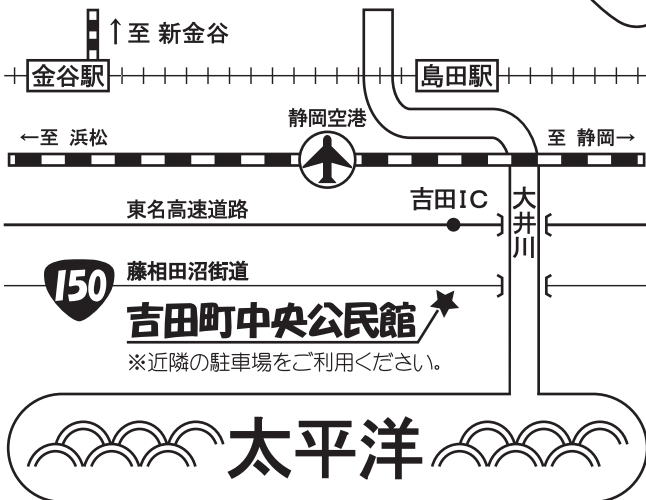 ↑至 新金谷
金谷駅
島田駅
静岡空港
←至 浜松
至 静岡→
吉田IC
大井川
東名高速道路
150
藤相田沼街道
吉田町中央公民館
※近隣の駐車場をご利用ください。
太平洋